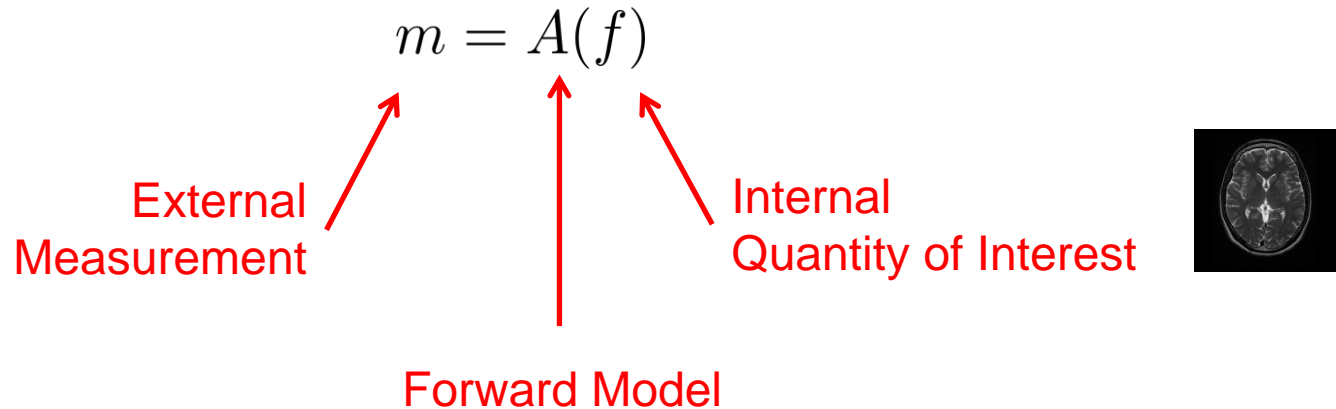 m = A(f)
External
Measurement
Internal
Quantity of Interest
Forward Model